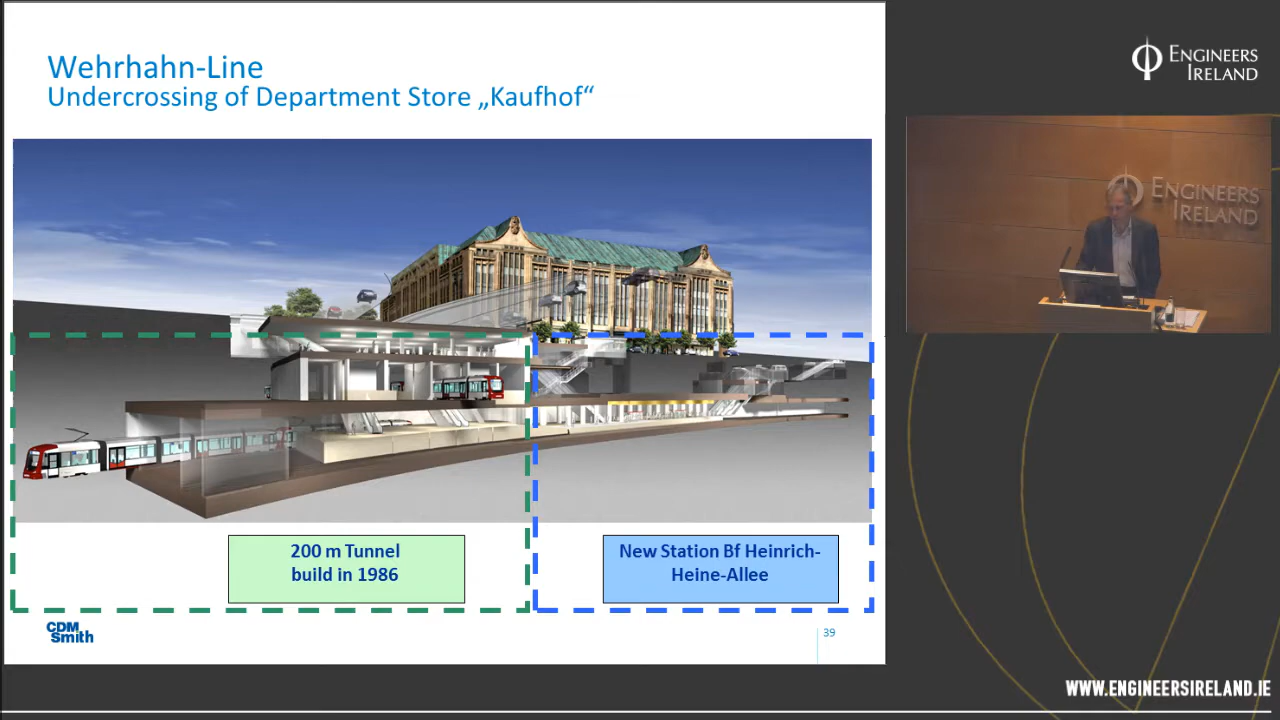 Wehrhahn-Line
Undercrossing of Department Store „Kaufhof“
200 m Tunnel
build in 1986
New Station Bf Heinrich-
Heine-Allee
CDM
Smith
39
ENGINEERS
IRELAND
ENGINEERS
IRELAND
WWW.ENGINEERSIRELAND.IE